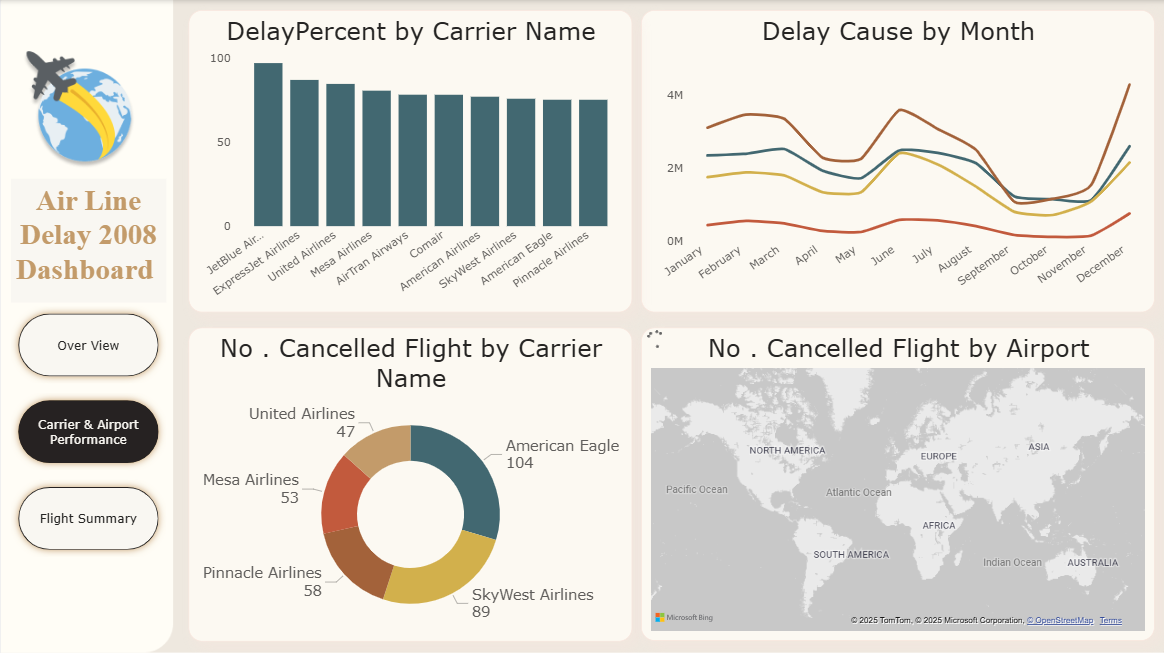 Air Line
Delay 2008
Dashboard
Over View
Carrier & Airport
Performance
Flight Summary
DelayPercent by Carrier Name
100
50
0
JetBlue Air...
ExpressJet Airlines
United Airlines
Mesa Airlines
AirTran Airways
Comair
American Airlines
SkyWest Airlines
American Eagle
Pinnacle Airlines
Delay Cause by Month
4M
2M
0M
January
February
March
April
May
June
July
August
September
October
November
December
No . Cancelled Flight by Carrier
Name
United Airlines
47
American Eagle
104
Mesa Airlines
53
Pinnacle Airlines
58
SkyWest Airlines
89
No . Cancelled Flight by Airport
NORTH AMERICA
EUROPE
ASIA
Pacific Ocean
Atlantic Ocean
AFRICA
SOUTH AMERICA
Indian Ocean
AUSTRALIA
Microsoft Bing
© 2025 TomTom, © 2025 Microsoft Corporation, © OpenStreetMap Terms